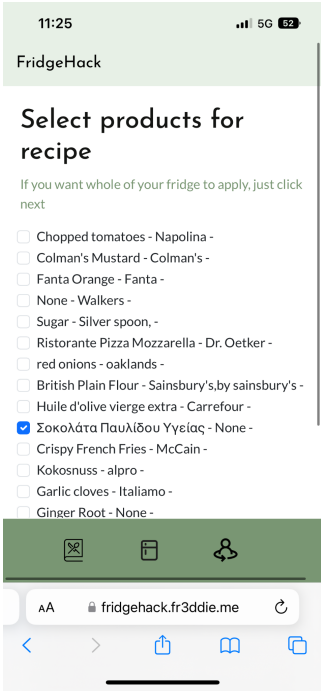 11:25
5G 52
FridgeHack
Select products for
recipe
If you want whole of your fridge to apply, just click
next
Chopped tomatoes - Napolina -
Colman's Mustard - Colman's -
Fanta Orange - Fanta -
None - Walkers -
Sugar - Silver spoon, -
Ristorante Pizza Mozzarella - Dr. Oetker -
red onions - oaklands -
British Plain Flour - Sainsbury's,by sainsbury's -
Huile d'olive vierge extra - Carrefour -
Σοκολάτα Παυλίδου Υγείας - None -
Crispy French Fries - McCain -
Kokosnuss - alpro -
Garlic cloves - Italiamo -
Ginger Root - None -
AA fridgehack.fr3ddie.me